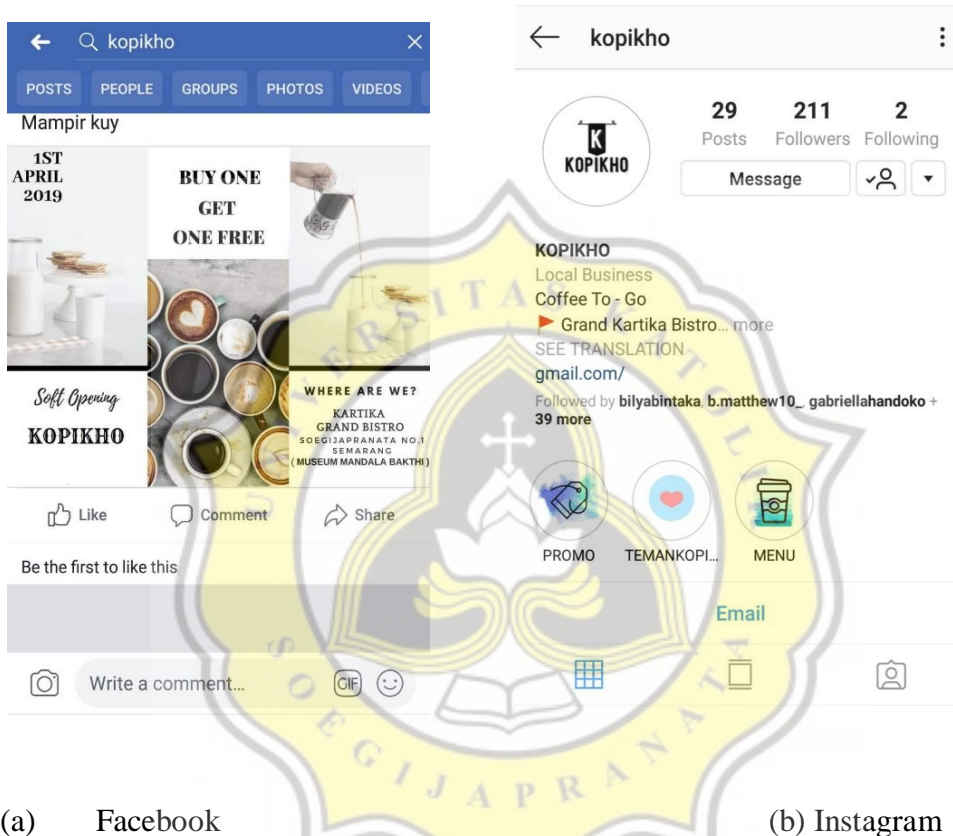 kopikho
POSTS PEOPLE GROUPS PHOTOS VIDEOS
Mampir kuy
1ST
APRIL
2019
BUY ONE
GET
ONE FREE
Soft Opening
KOPIKHO
WHERE ARE WE?
KARTIKA
GRAND BISTRO
SOEGIJAPRANATA NO.1
SEMARANG
( MUSEUM MANDALA BAKTHI )
Like Comment Share
Be the first to like this
Write a comment... GIF
(a) Facebook
kopikho
K
KOPIKHO
29 211 2
Posts Followers Following
Message
KOPIKHO
Local Business
Coffee To - Go
Grand Kartika Bistro... more
SEE TRANSLATION
gmail.com/
Followed by bilyabintaka, b.matthew10_, gabriellahandoko +
39 more
PROMO TEMANKOPI... MENU
Email
(b) Instagram
UNIVERSITAS KATOLIK
SOEGIJAPRANATA